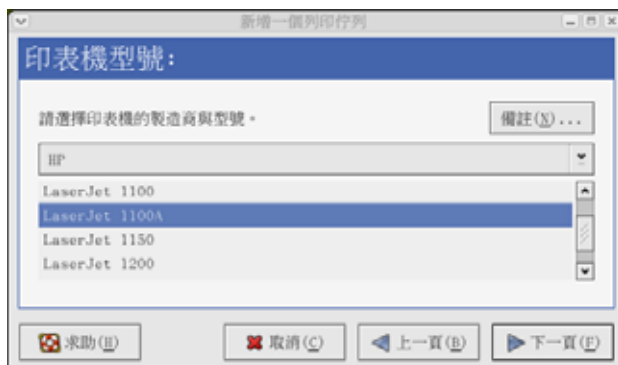 新增一個列印佇列
印表機型號：
請選擇印表機的製造商與型號。
備註(N)...
HP
LaserJet 1100
LaserJet 1100A
LaserJet 1150
LaserJet 1200
求助(H)
取消(C)
上一頁(B)
下一頁(F)